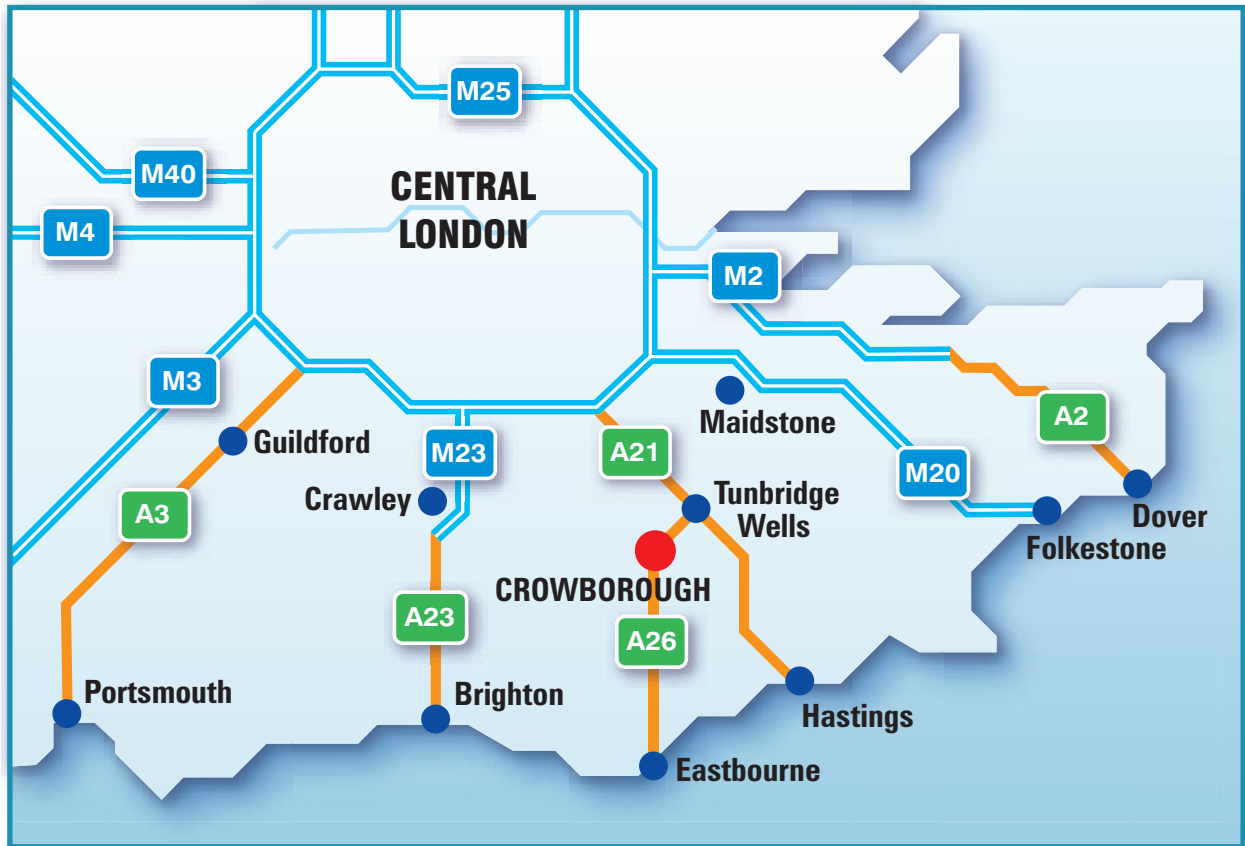 M25
M40
CENTRAL
LONDON
M4
M2
M3
Maidstone
A2
Guildford
M23
A21
M20
Crawley
Tunbridge
Wells
A3
Dover
Folkestone
CROWBOROUGH
A23
A26
Portsmouth
Brighton
Hastings
Eastbourne